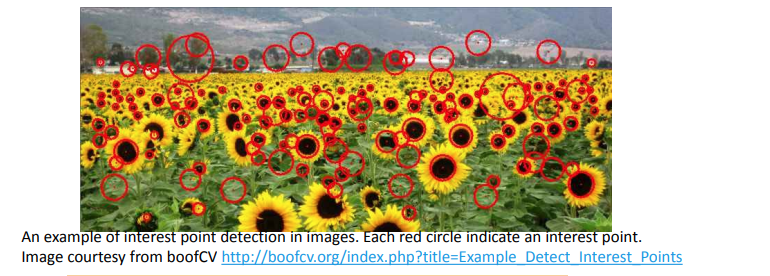 An example of interest point detection in images. Each red circle indicate an interest point.
Image courtesy from boofCV http://boofcv.org/index.php?title=Example_Detect_Interest_Points